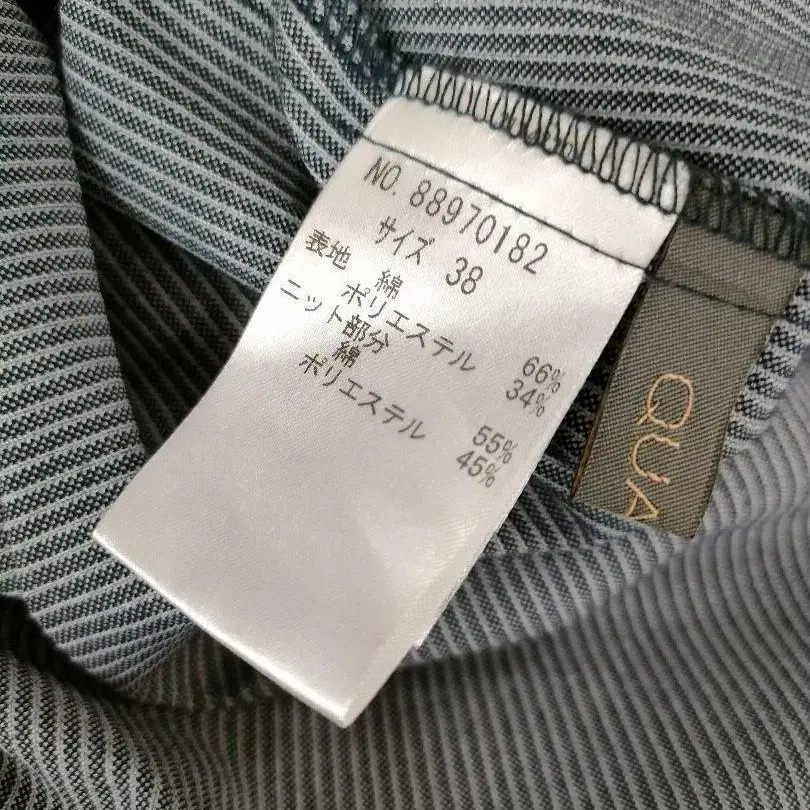 NO. 88970182
サイズ 38
表地 綿 66%
ポリエステル 34%
ニット部分
綿 55%
ポリエステル 45%
QUA